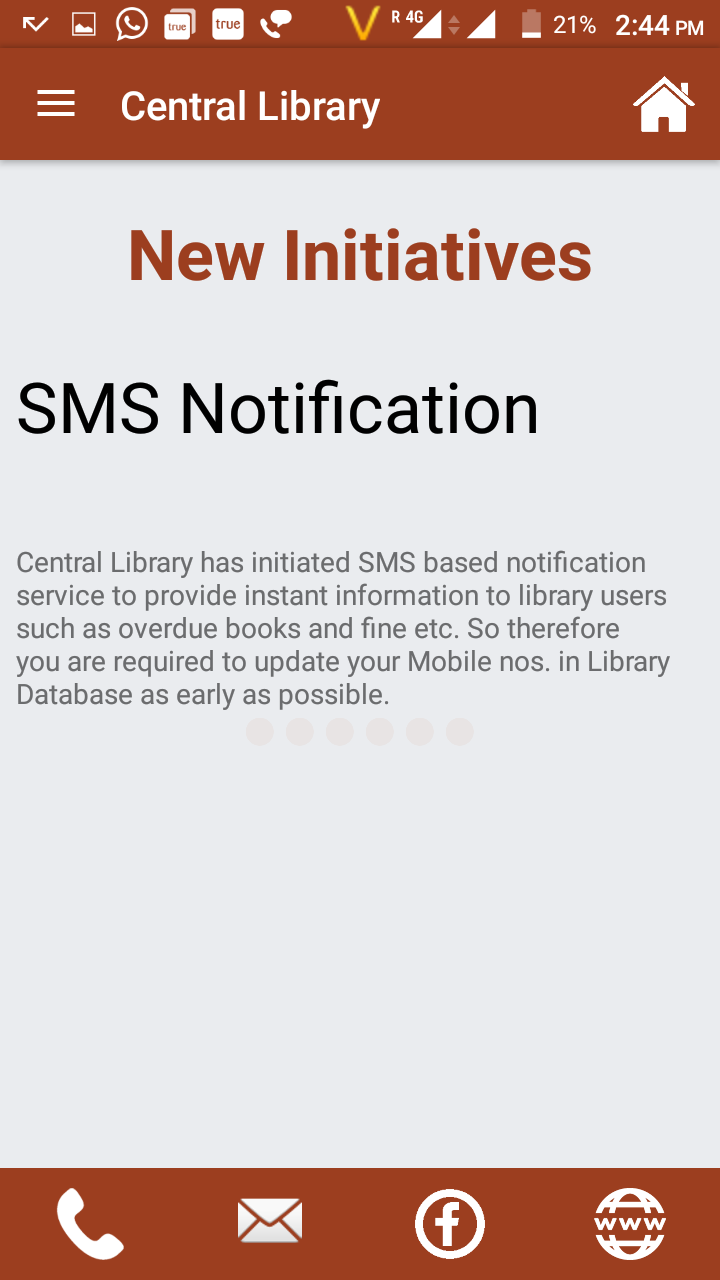 true true R 4G 21% 2:44 PM
Central Library
New Initiatives
SMS Notification
Central Library has initiated SMS based notification
service to provide instant information to library users
such as overdue books and fine etc. So therefore
you are required to update your Mobile nos. in Library
Database as early as possible.
www